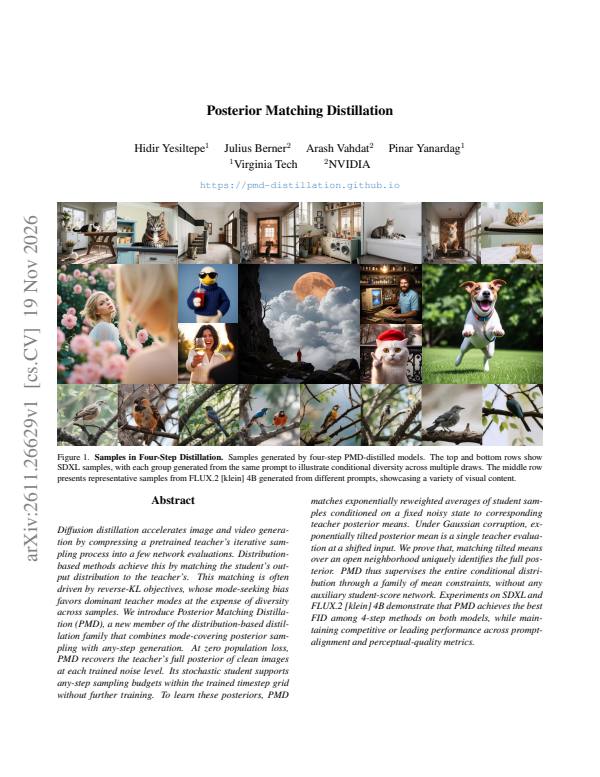 Posterior Matching Distillation
Hidir Yesiltepe¹ Julius Berner² Arash Vahdat² Pinar Yanardag¹
¹Virginia Tech ²NVIDIA
https://pmd-distillation.github.io
arXiv:2611.26629v1 [cs.CV] 19 Nov 2026
Figure 1. Samples in Four-Step Distillation. Samples generated by four-step PMD-distilled models. The top and bottom rows show
SDXL samples, with each group generated from the same prompt to illustrate conditional diversity across multiple draws. The middle row
presents representative samples from FLUX.2 [klein] 4B generated from different prompts, showcasing a variety of visual content.
Abstract
Diffusion distillation accelerates image and video genera-
tion by compressing a pretrained teacher's iterative sam-
pling process into a few network evaluations. Distribution-
based methods achieve this by matching the student's out-
put distribution to the teacher's. This matching is often
driven by reverse-KL objectives, whose mode-seeking bias
favors dominant teacher modes at the expense of diversity
across samples. We introduce Posterior Matching Distilla-
tion (PMD), a new member of the distribution-based distil-
lation family that combines mode-covering posterior sam-
pling with any-step generation. At zero population loss,
PMD recovers the teacher's full posterior of clean images
at each trained noise level. Its stochastic student supports
any-step sampling budgets within the trained timestep grid
without further training. To learn these posteriors, PMD
matches exponentially reweighted averages of student sam-
ples conditioned on a fixed noisy state to corresponding
teacher posterior means. Under Gaussian corruption, ex-
ponentially tilted posterior mean is a single teacher evalua-
tion at a shifted input. We prove that, matching tilted means
over an open neighborhood uniquely identifies the full pos-
terior. PMD thus supervises the entire conditional distri-
bution through a family of mean constraints, without any
auxiliary student-score network. Experiments on SDXL and
FLUX.2 [klein] 4B demonstrate that PMD achieves the best
FID among 4-step methods on both models, while main-
taining competitive or leading performance across prompt-
alignment and perceptual-quality metrics.